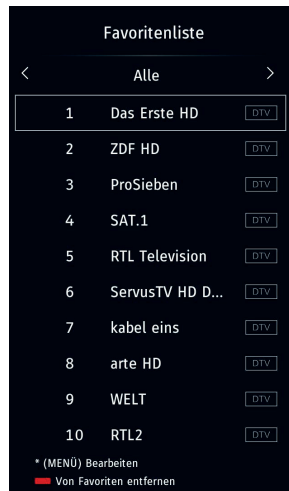 Favoritenliste
< Alle >
1 Das Erste HD DTV
2 ZDF HD DTV
3 ProSieben DTV
4 SAT.1 DTV
5 RTL Television DTV
6 ServusTV HD D... DTV
7 kabel eins DTV
8 arte HD DTV
9 WELT DTV
10 RTL2 DTV
* (MENÜ) Bearbeiten
Von Favoriten entfernen